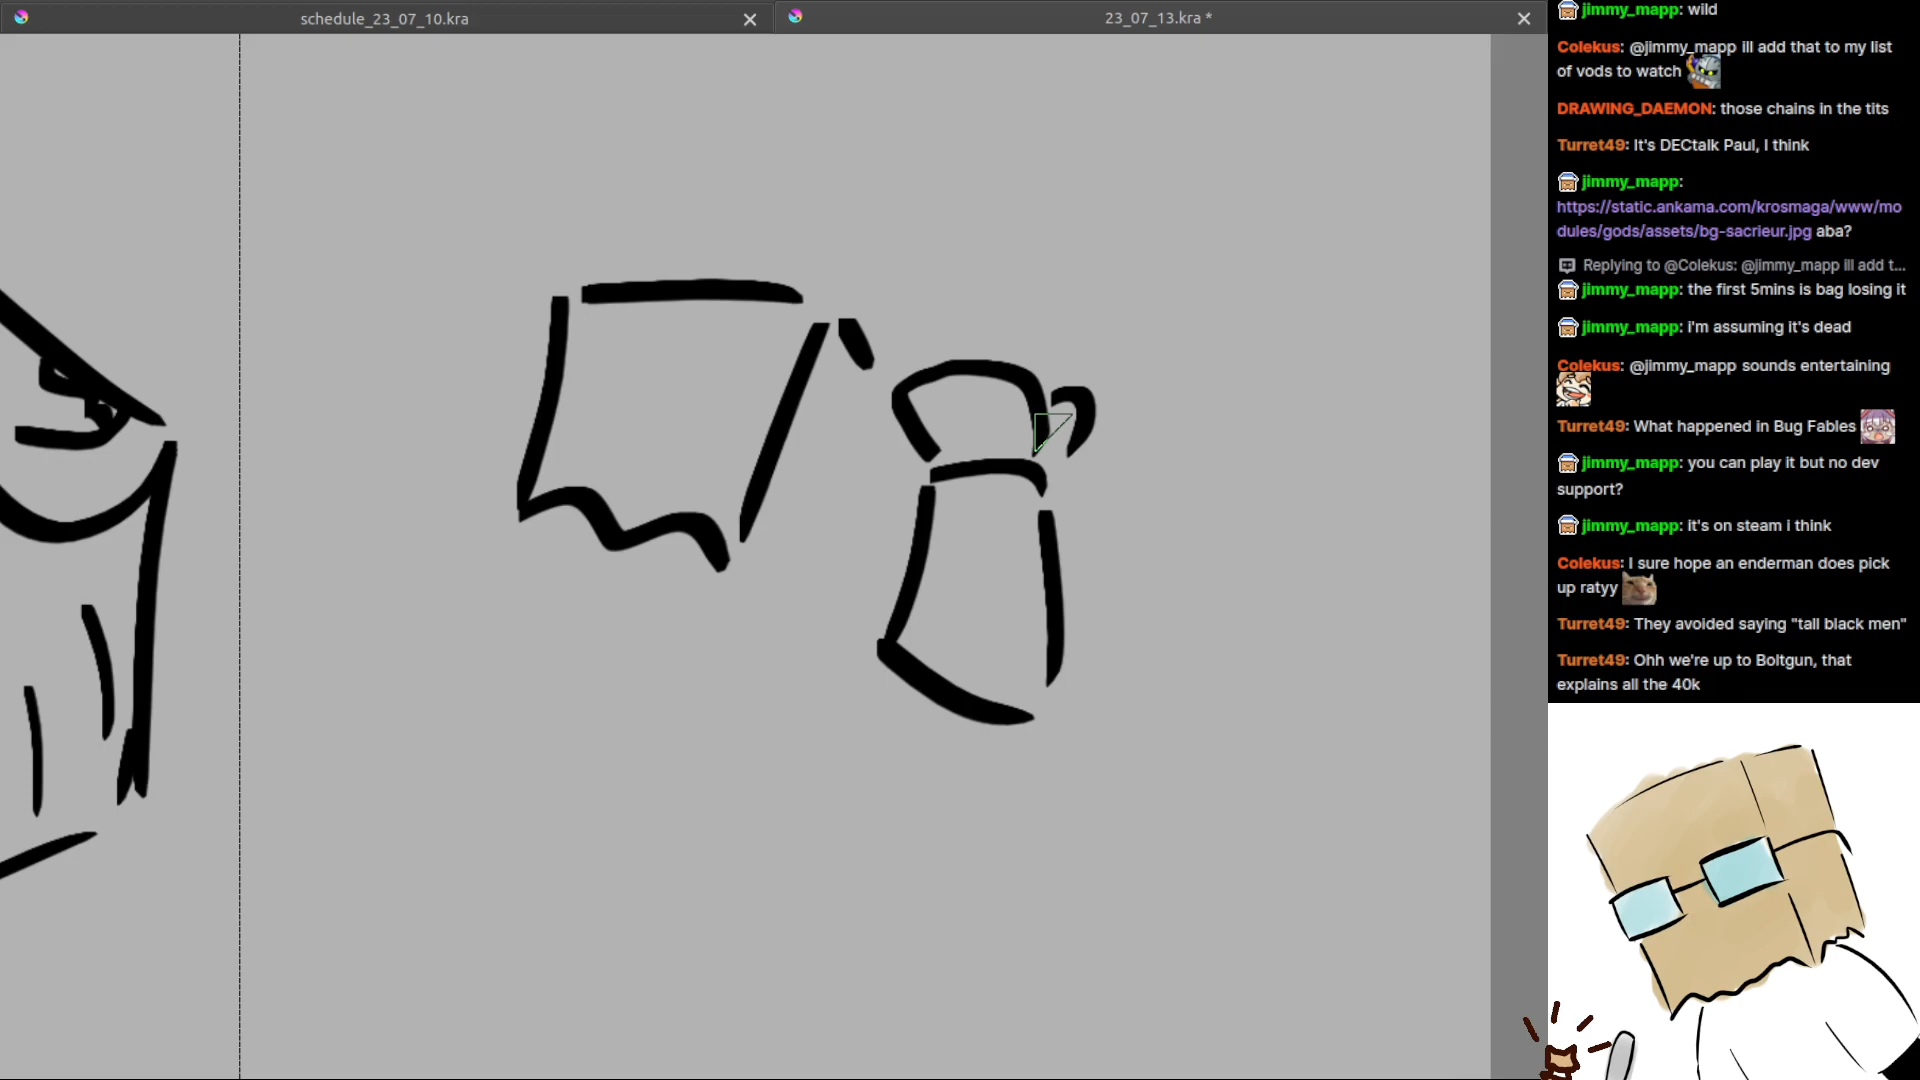 schedule_23_07_10.kra
23_07_13.kra *
jimmy_mapp: wild
Colekus: @jimmy_mapp ill add that to my list
of vods to watch
DRAWING_DAEMON: those chains in the tits
Turret49: It's DECtalk Paul, I think
jimmy_mapp:
https://static.ankama.com/krosmaga/www/mo
dules/gods/assets/bg-sacrieur.jpg aba?
Replying to @Colekus: @jimmy_mapp ill add t...
jimmy_mapp: the first 5mins is bag losing it
jimmy_mapp: i'm assuming it's dead
Colekus: @jimmy_mapp sounds entertaining
Turret49: What happened in Bug Fables
jimmy_mapp: you can play it but no dev
support?
jimmy_mapp: it's on steam i think
Colekus: I sure hope an enderman does pick
up ratyy
Turret49: They avoided saying "tall black men"
Turret49: Ohh we're up to Boltgun, that
explains all the 40k